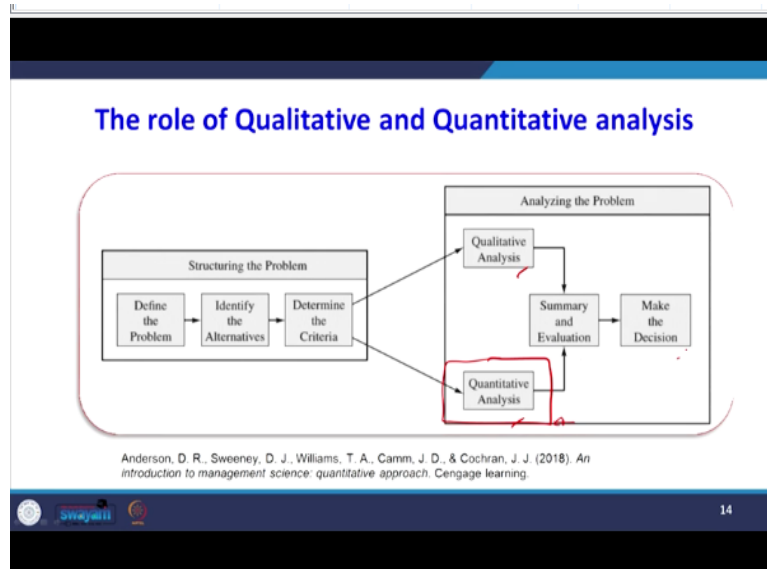 The role of Qualitative and Quantitative analysis
Structuring the Problem
Define
the
Problem
Identify
the
Alternatives
Determine
the
Criteria
Analyzing the Problem
Qualitative
Analysis
Quantitative
Analysis
Summary
and
Evaluation
Make
the
Decision
Anderson, D. R., Sweeney, D. J., Williams, T. A., Camm, J. D., & Cochran, J. J. (2018). An
introduction to management science: quantitative approach. Cengage learning.
swayam
14